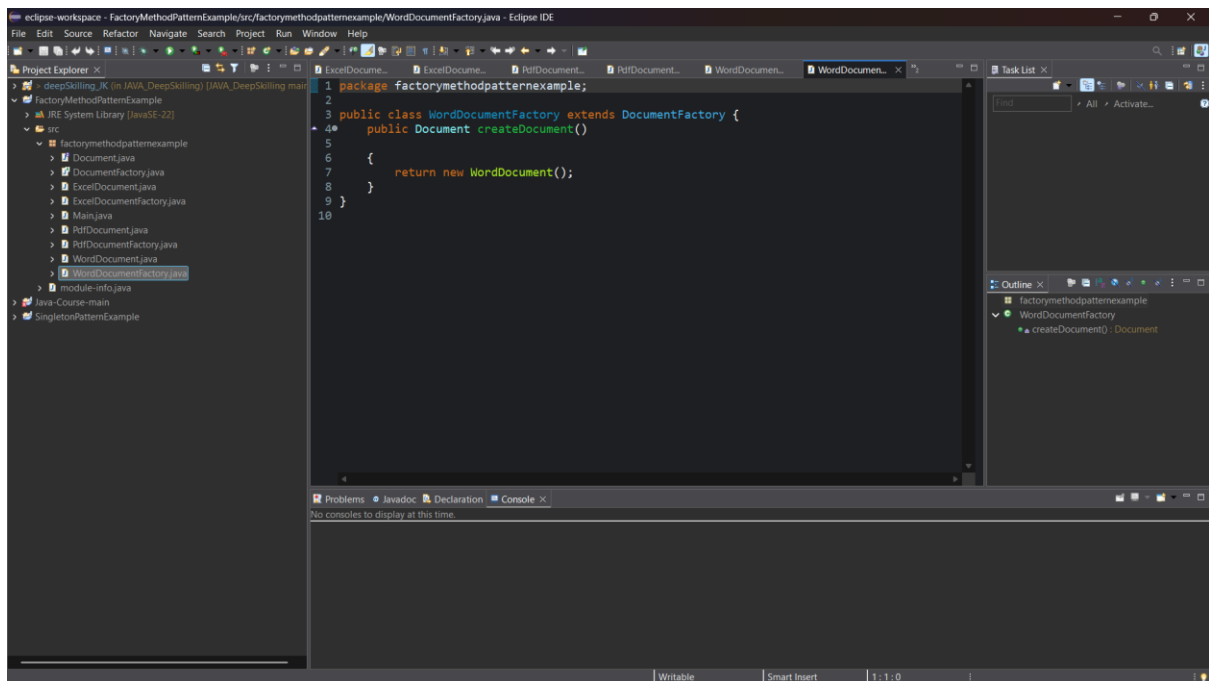 eclipse-workspace - FactoryMethodPatternExample/src/factorymethodpatternexample/WordDocumentFactory.java - Eclipse IDE
File Edit Source Refactor Navigate Search Project Run Window Help
Project Explorer
> deepSkilling_JK (in JAVA_DeepSkilling) [JAVA_DeepSkilling main
FactoryMethodPatternExample
JRE System Library [JavaSE-22]
src
factorymethodpatternexample
Document.java
DocumentFactory.java
ExcelDocument.java
ExcelDocumentFactory.java
Main.java
PdfDocument.java
PdfDocumentFactory.java
WordDocument.java
WordDocumentFactory.java
module-info.java
Java-Course-main
SingletonPatternExample
ExcelDocume... ExcelDocume... PdfDocument... PdfDocument... WordDocumen... WordDocumen...
1 package factorymethodpatternexample;
2
3 public class WordDocumentFactory extends DocumentFactory {
4 public Document createDocument()
5
6 {
7 return new WordDocument();
8 }
9 }
10
Task List
Find All Activate...
Outline
factorymethodpatternexample
WordDocumentFactory
createDocument() : Document
Problems Javadoc Declaration Console
No consoles to display at this time.
Writable Smart Insert 1 : 1 : 0